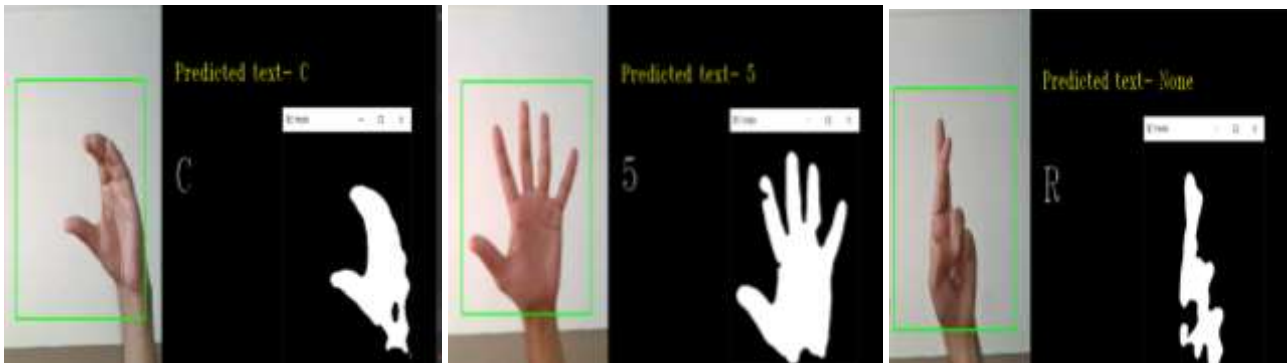 Predicted text- C
C
Predicted text- 5
5
Predicted text- None
R